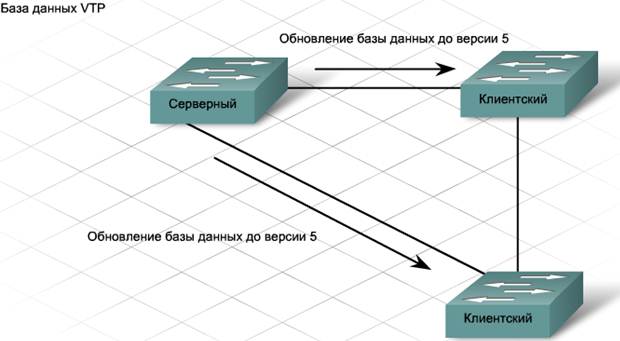 База данных VTP
Обновление базы данных до версии 5
Серверный
Клиентский
Обновление базы данных до версии 5
Клиентский